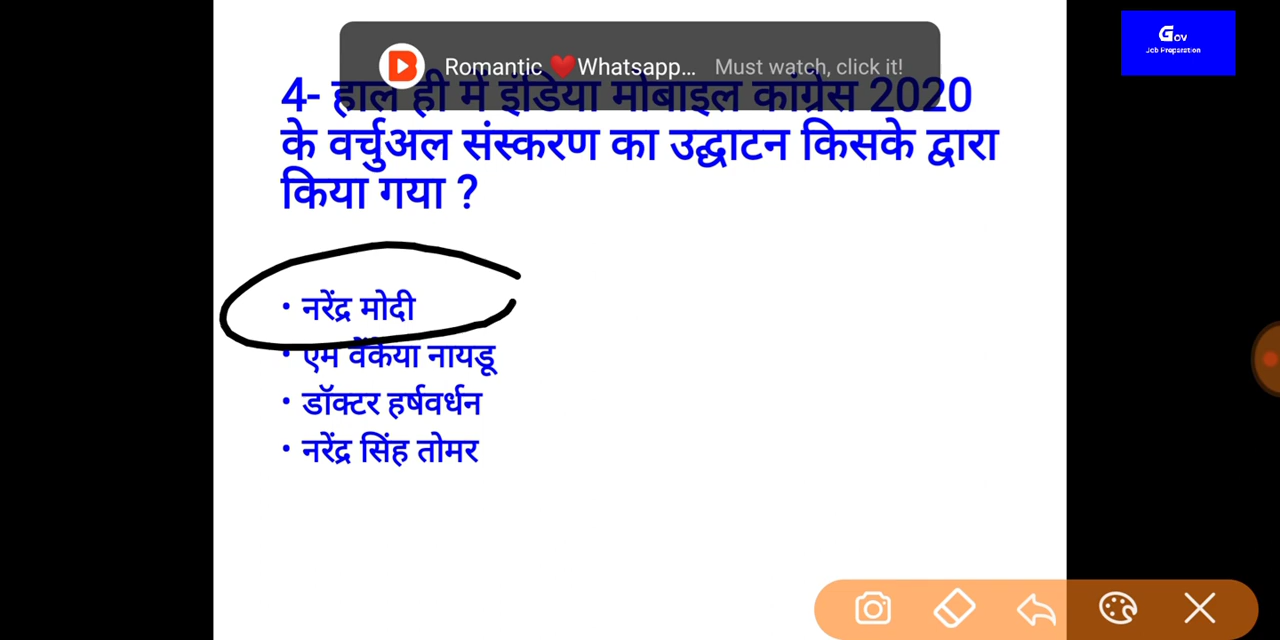 Gov
Job Preparation
Romantic ❤️Whatsapp... Must watch, click it!
4- हाल ही में इंडिया मोबाइल कांग्रेस 2020
के वर्चुअल संस्करण का उद्घाटन किसके द्वारा
किया गया ?
• नरेंद्र मोदी
• एम वेंकैया नायडू
• डॉक्टर हर्षवर्धन
• नरेंद्र सिंह तोमर